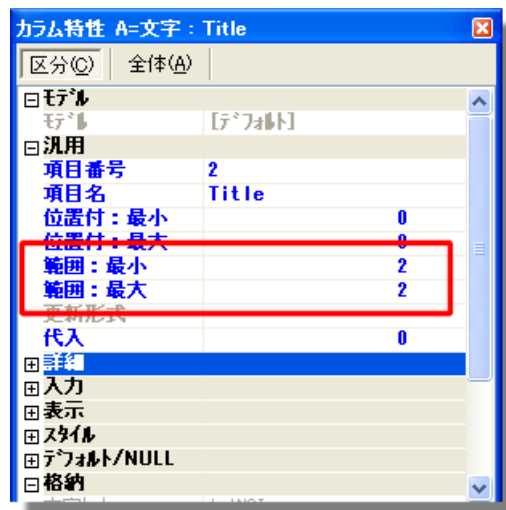 カラム特性 A=文字 : Title
区分(C) 全体(A)
ﾓﾃﾞﾙ
ﾓﾃﾞﾙ [ﾃﾞﾌｫﾙﾄ]
汎用
項目番号 2
項目名 Title
位置付：最小 0
位置付：最大 0
範囲：最小 2
範囲：最大 2
更新形式
代入 0
詳細
入力
表示
ｽﾀｲﾙ
ﾃﾞﾌｫﾙﾄ/NULL
格納